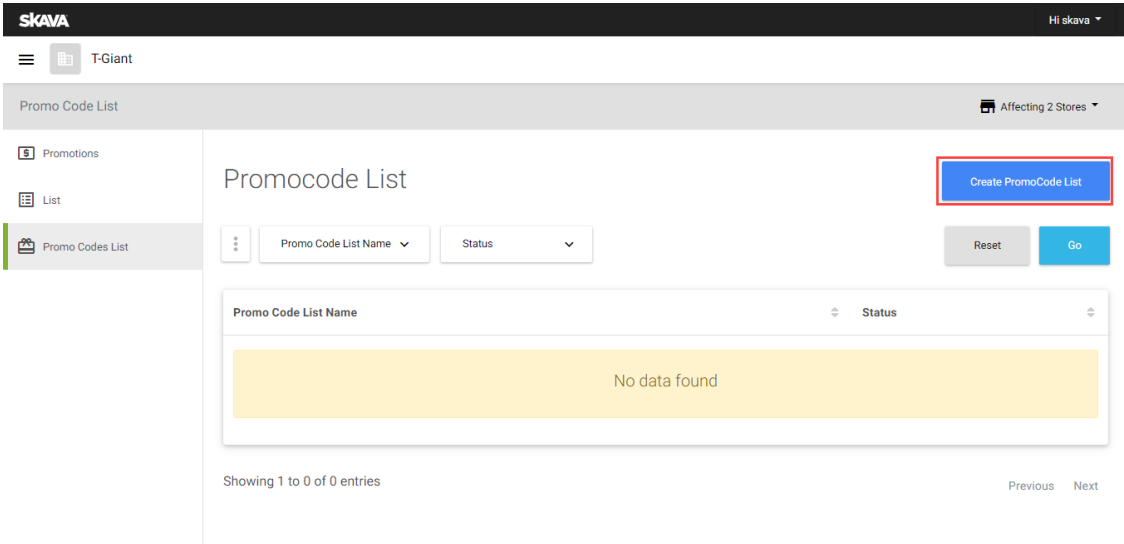 SKAVA
Hi skava
T-Giant
Promo Code List
Affecting 2 Stores
Promotions
List
Promo Codes List
Promocode List
Create PromoCode List
Promo Code List Name
Status
Reset
Go
Promo Code List Name
Status
No data found
Showing 1 to 0 of 0 entries
Previous
Next